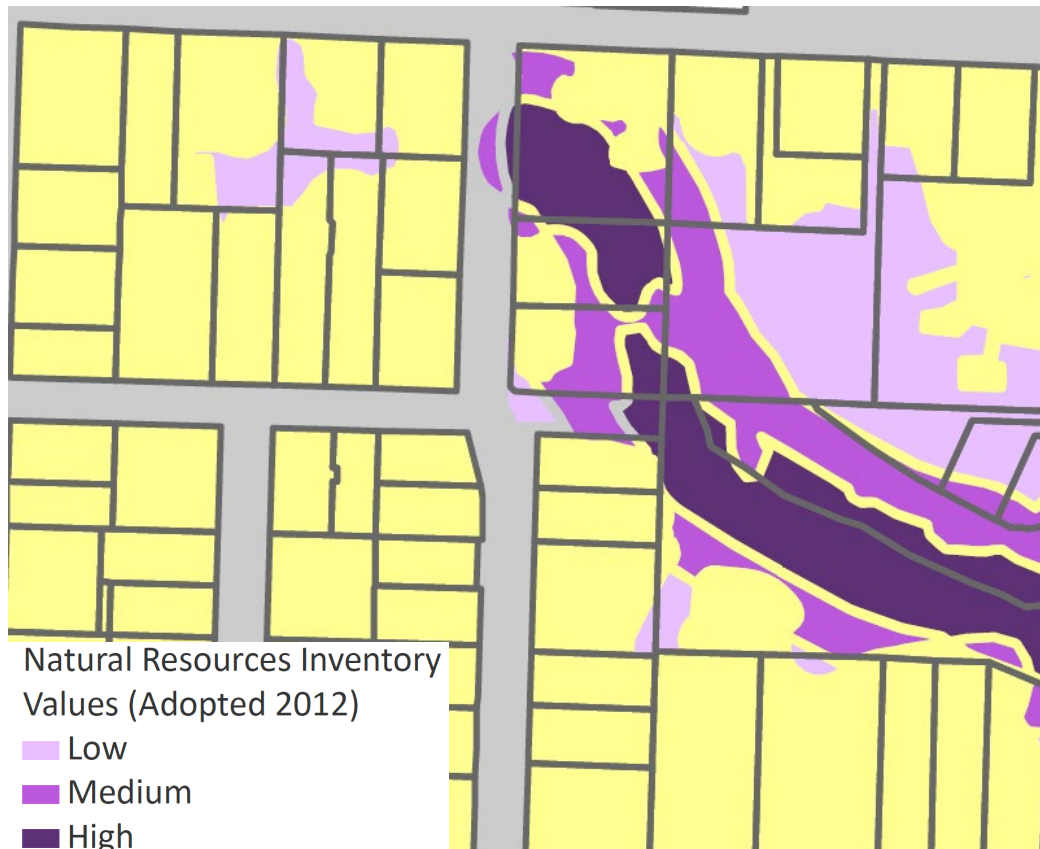 Natural Resources Inventory
Values (Adopted 2012)
Low
Medium
High